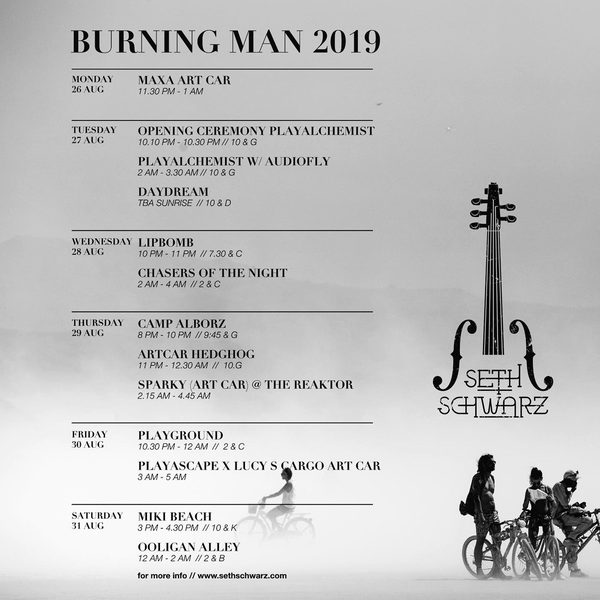 BURNING MAN 2019
MONDAY
26 AUG
MAXA ART CAR
11.30 PM - 1 AM
TUESDAY
27 AUG
OPENING CEREMONY PLAYALCHEMIST
10.10 PM - 10.30 PM // 10 & G
PLAYALCHEMIST W/ AUDIOFLY
2 AM - 3.30 AM // 10 & G
DAYDREAM
TBA SUNRISE // 10 & D
WEDNESDAY
28 AUG
LIPBOMB
10 PM - 11 PM // 7.30 & C
CHASERS OF THE NIGHT
2 AM - 4 AM // 2 & C
THURSDAY
29 AUG
CAMP ALBORZ
8 PM - 10 PM // 9:45 & G
ARTCAR HEDGHOG
11 PM - 12.30 AM // 10.G
SPARKY (ART CAR) @ THE REAKTOR
2.15 AM - 4.45 AM
FRIDAY
30 AUG
PLAYGROUND
10.30 PM - 12 AM // 2 & C
PLAYASCAPE X LUCY S CARGO ART CAR
3 AM - 5 AM
SATURDAY
31 AUG
MIKI BEACH
3 PM - 4.30 PM // 10 & K
OOLIGAN ALLEY
12 AM - 2 AM // 2 & B
for more info // www.sethschwarz.com
SETH
SCHWARZ